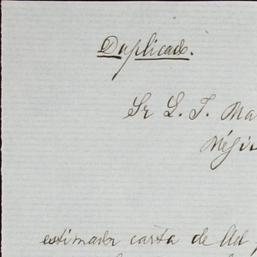 Duplicado.
Sr L. T. Ma
Méji
estimada carta de Ud